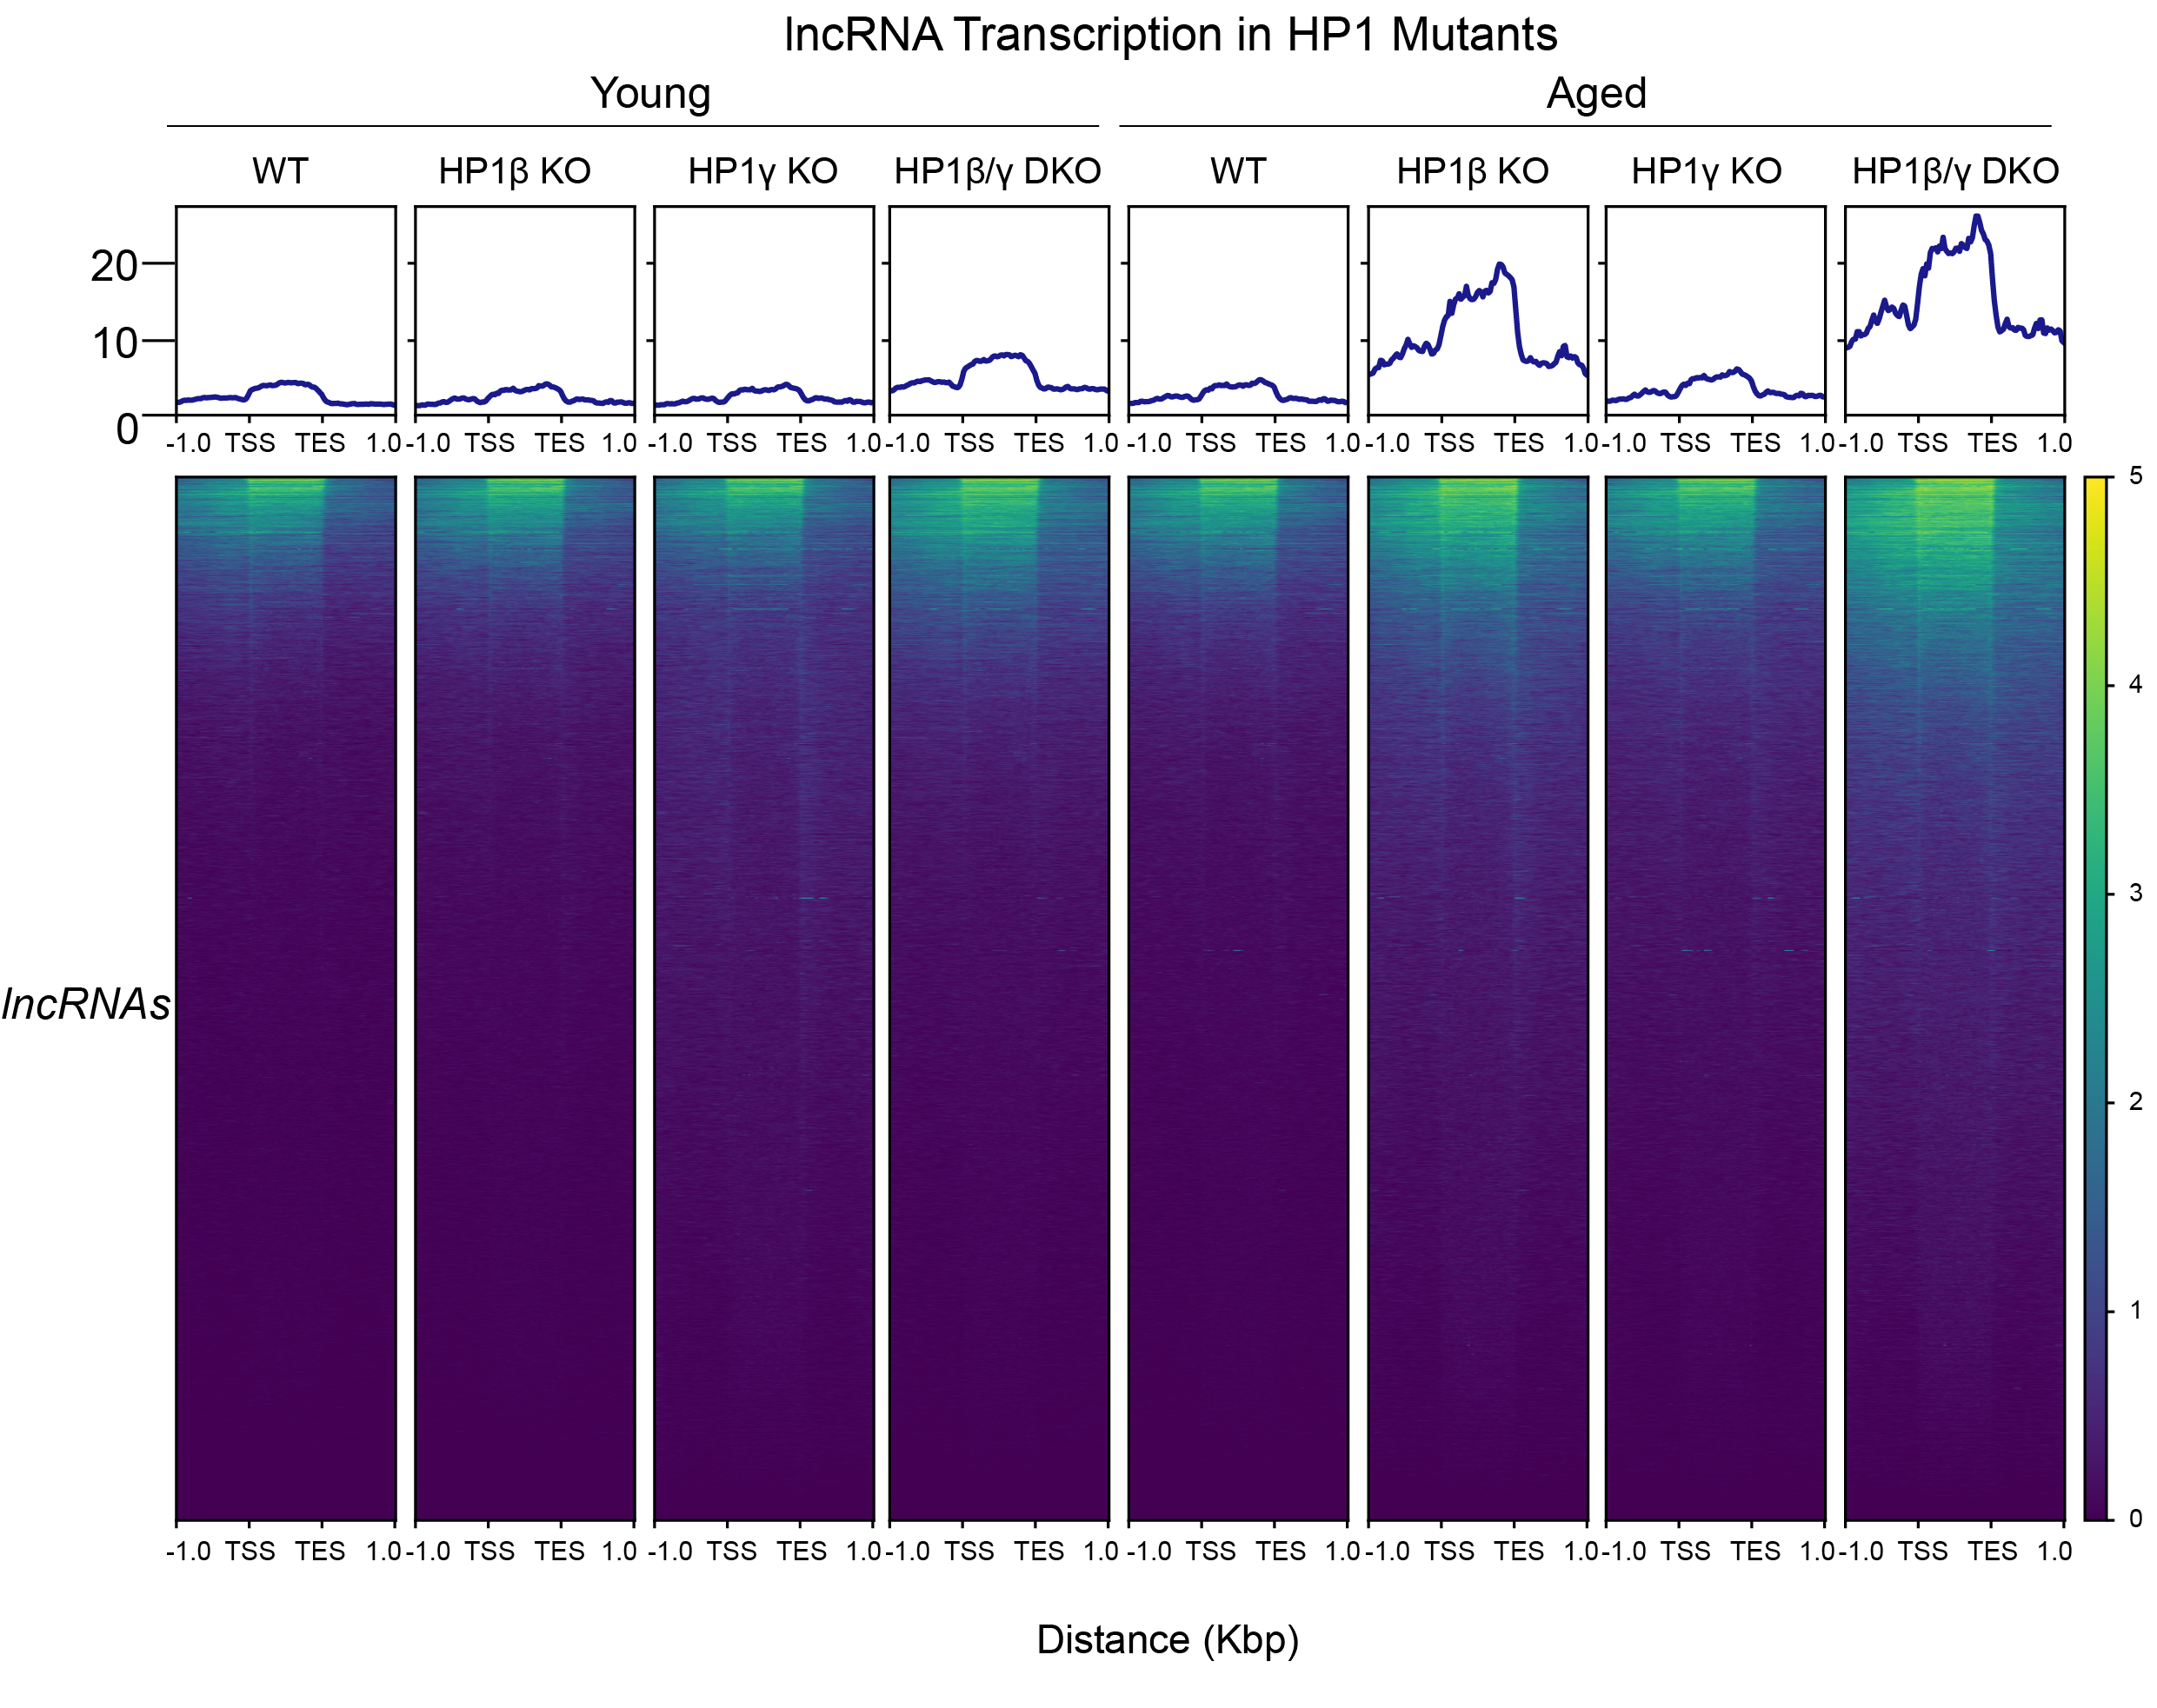 lncRNA Transcription in HP1 Mutants
Young Aged
WT HP1β KO HP1γ KO HP1β/γ DKO WT HP1β KO HP1γ KO HP1β/γ DKO
20
10
0
-1.0 TSS TES 1.0 -1.0 TSS TES 1.0 -1.0 TSS TES 1.0 -1.0 TSS TES 1.0 -1.0 TSS TES 1.0 -1.0 TSS TES 1.0 -1.0 TSS TES 1.0 -1.0 TSS TES 1.0
5
4
3
lncRNAs
2
1
0
-1.0 TSS TES 1.0 -1.0 TSS TES 1.0 -1.0 TSS TES 1.0 -1.0 TSS TES 1.0 -1.0 TSS TES 1.0 -1.0 TSS TES 1.0 -1.0 TSS TES 1.0 -1.0 TSS TES 1.0
Distance (Kbp)